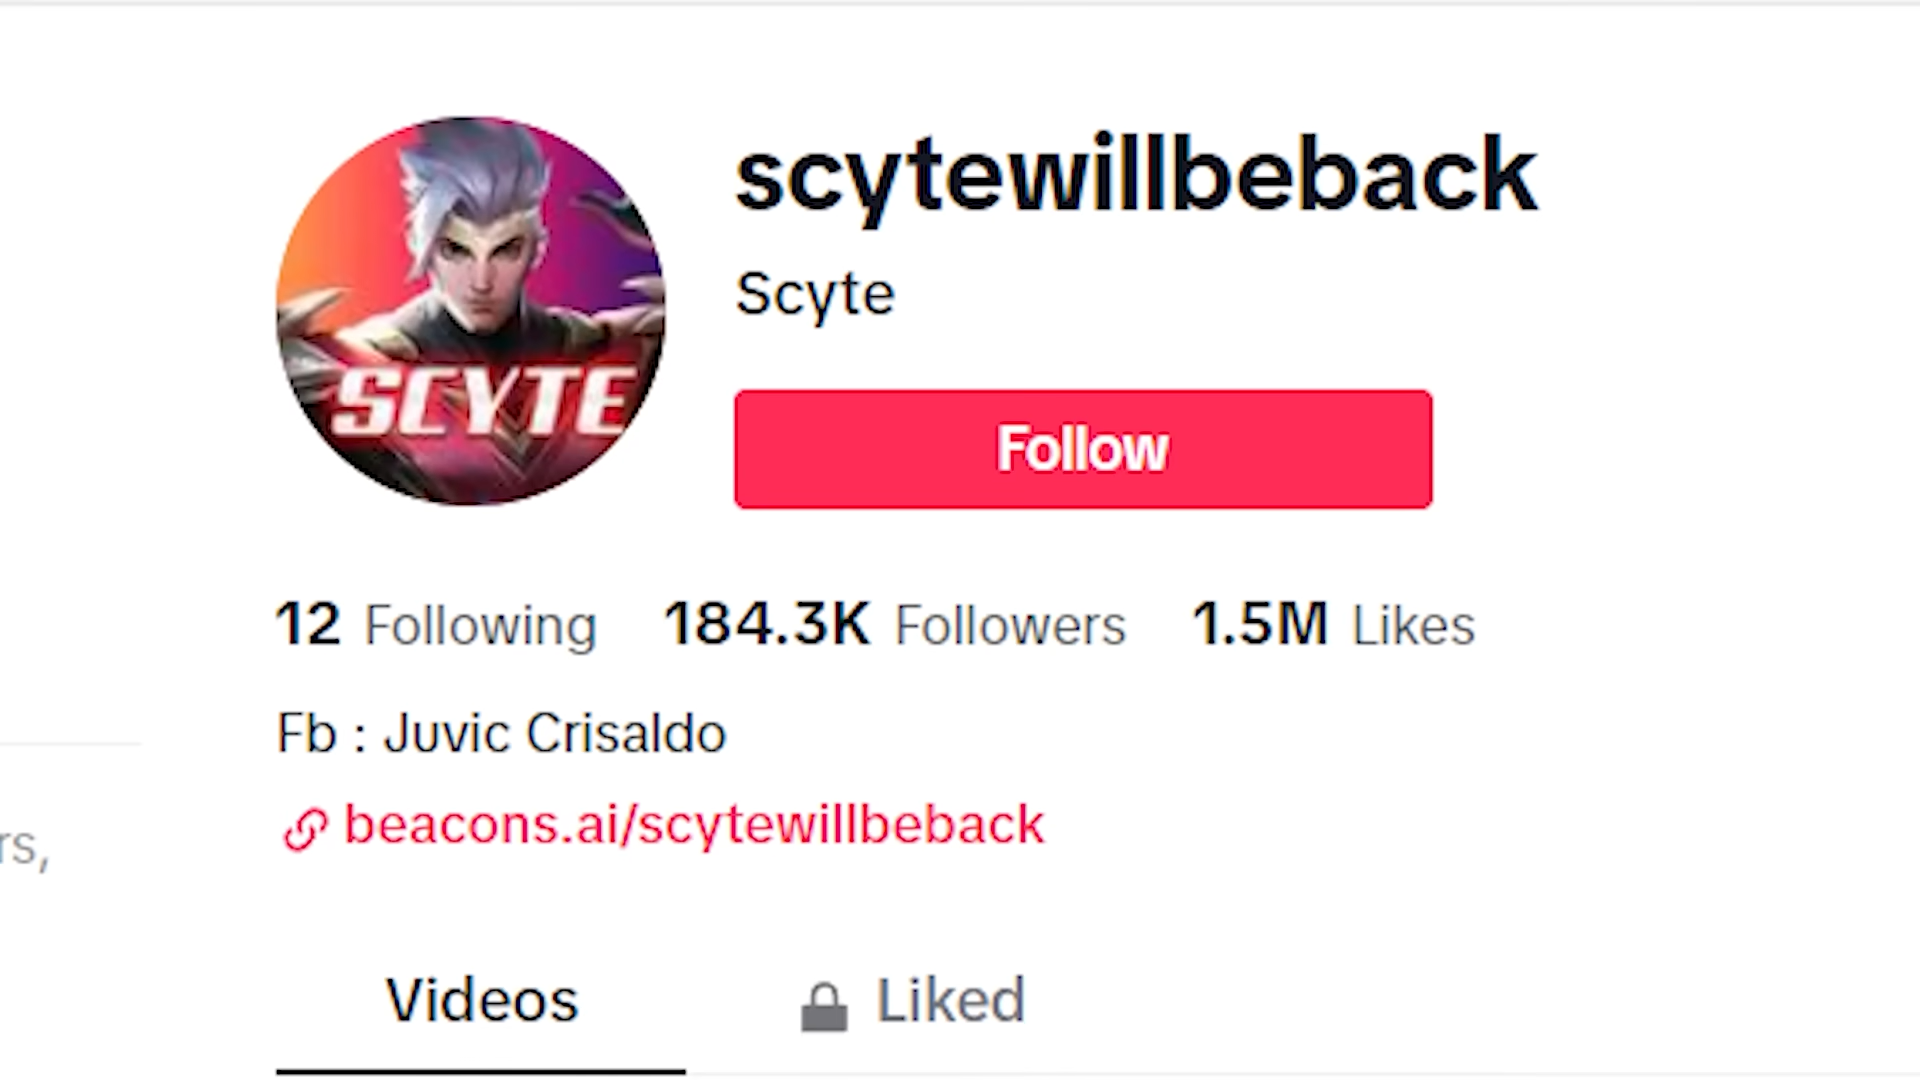 scytewillbeback
Scyte
SCYTE
Follow
12 Following 184.3K Followers 1.5M Likes
Fb : Juvic Crisaldo
beacons.ai/scytewillbeback
rs,
Videos Liked